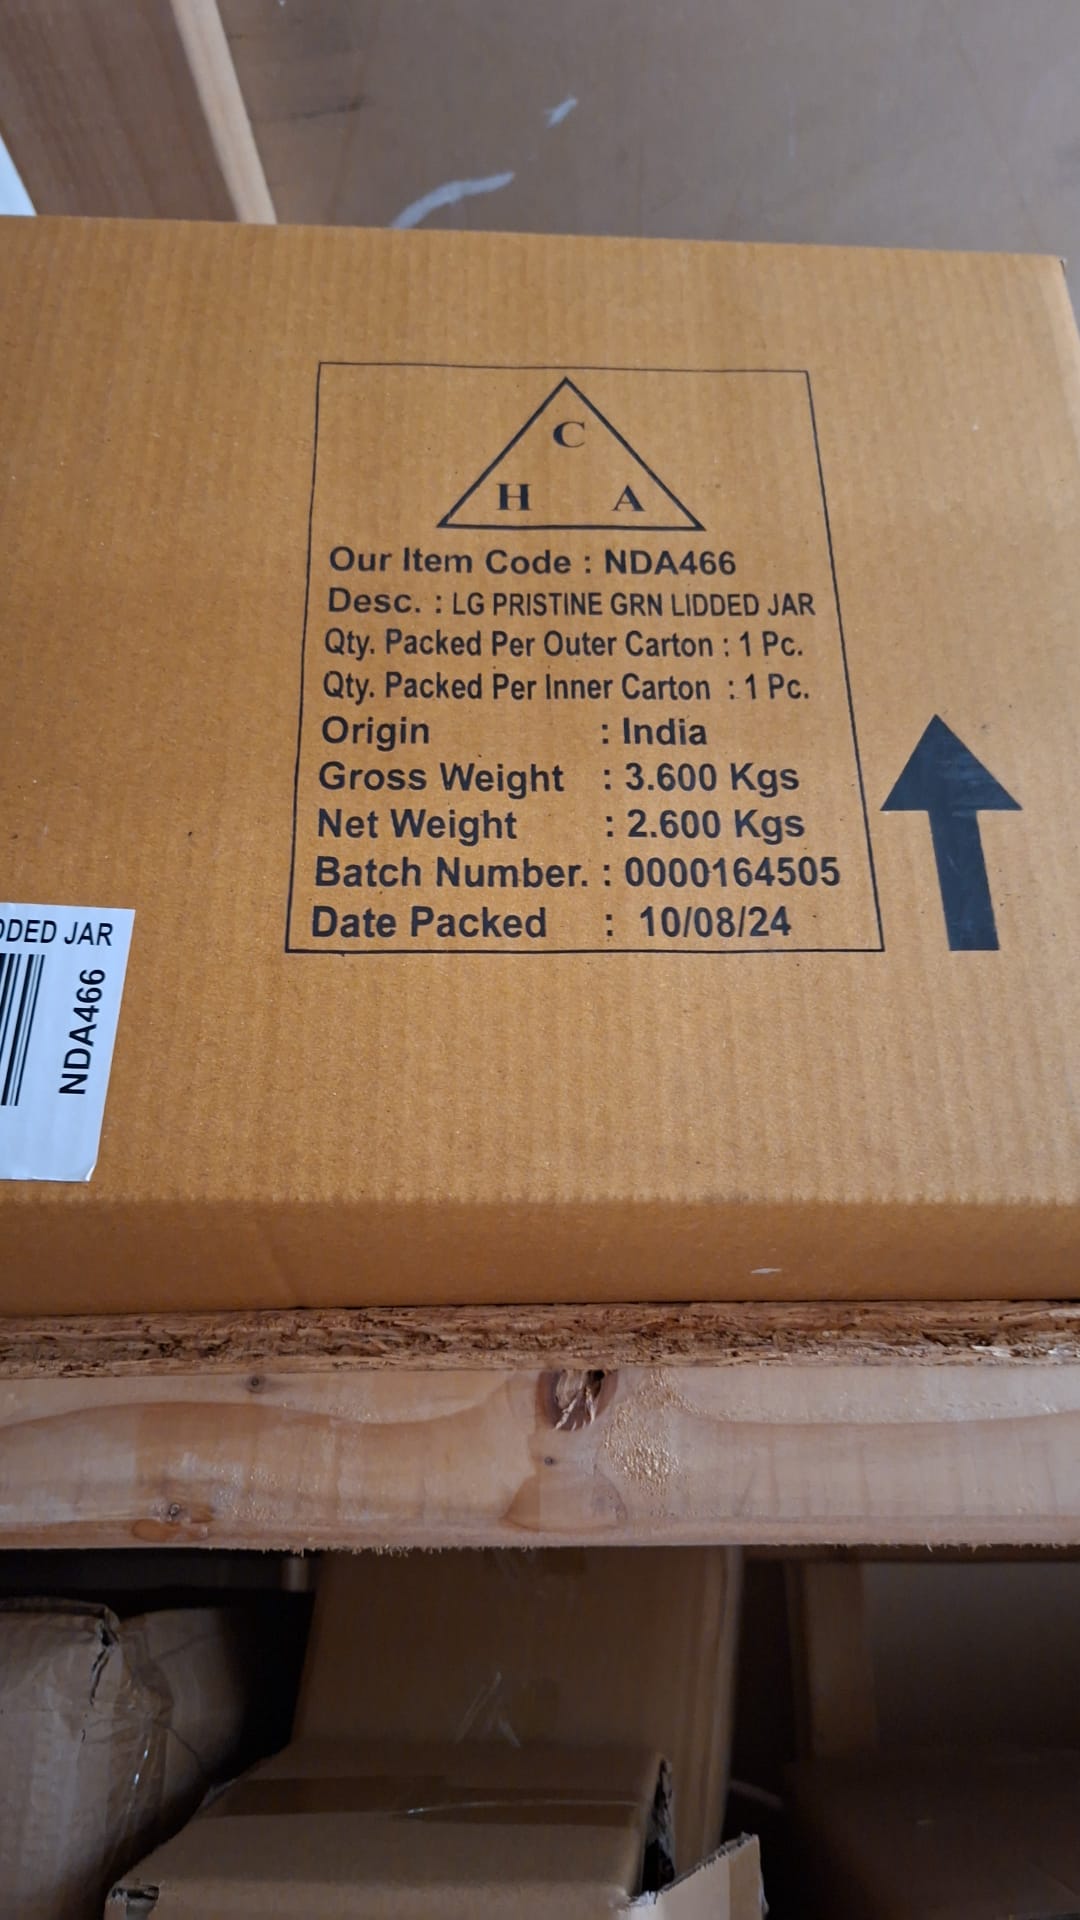 C
H A
Our Item Code : NDA466
Desc. : LG PRISTINE GRN LIDDED JAR
Qty. Packed Per Outer Carton : 1 Pc.
Qty. Packed Per Inner Carton : 1 Pc.
Origin : India
Gross Weight : 3.600 Kgs
Net Weight : 2.600 Kgs
Batch Number. : 0000164505
Date Packed : 10/08/24
DDED JAR
NDA466